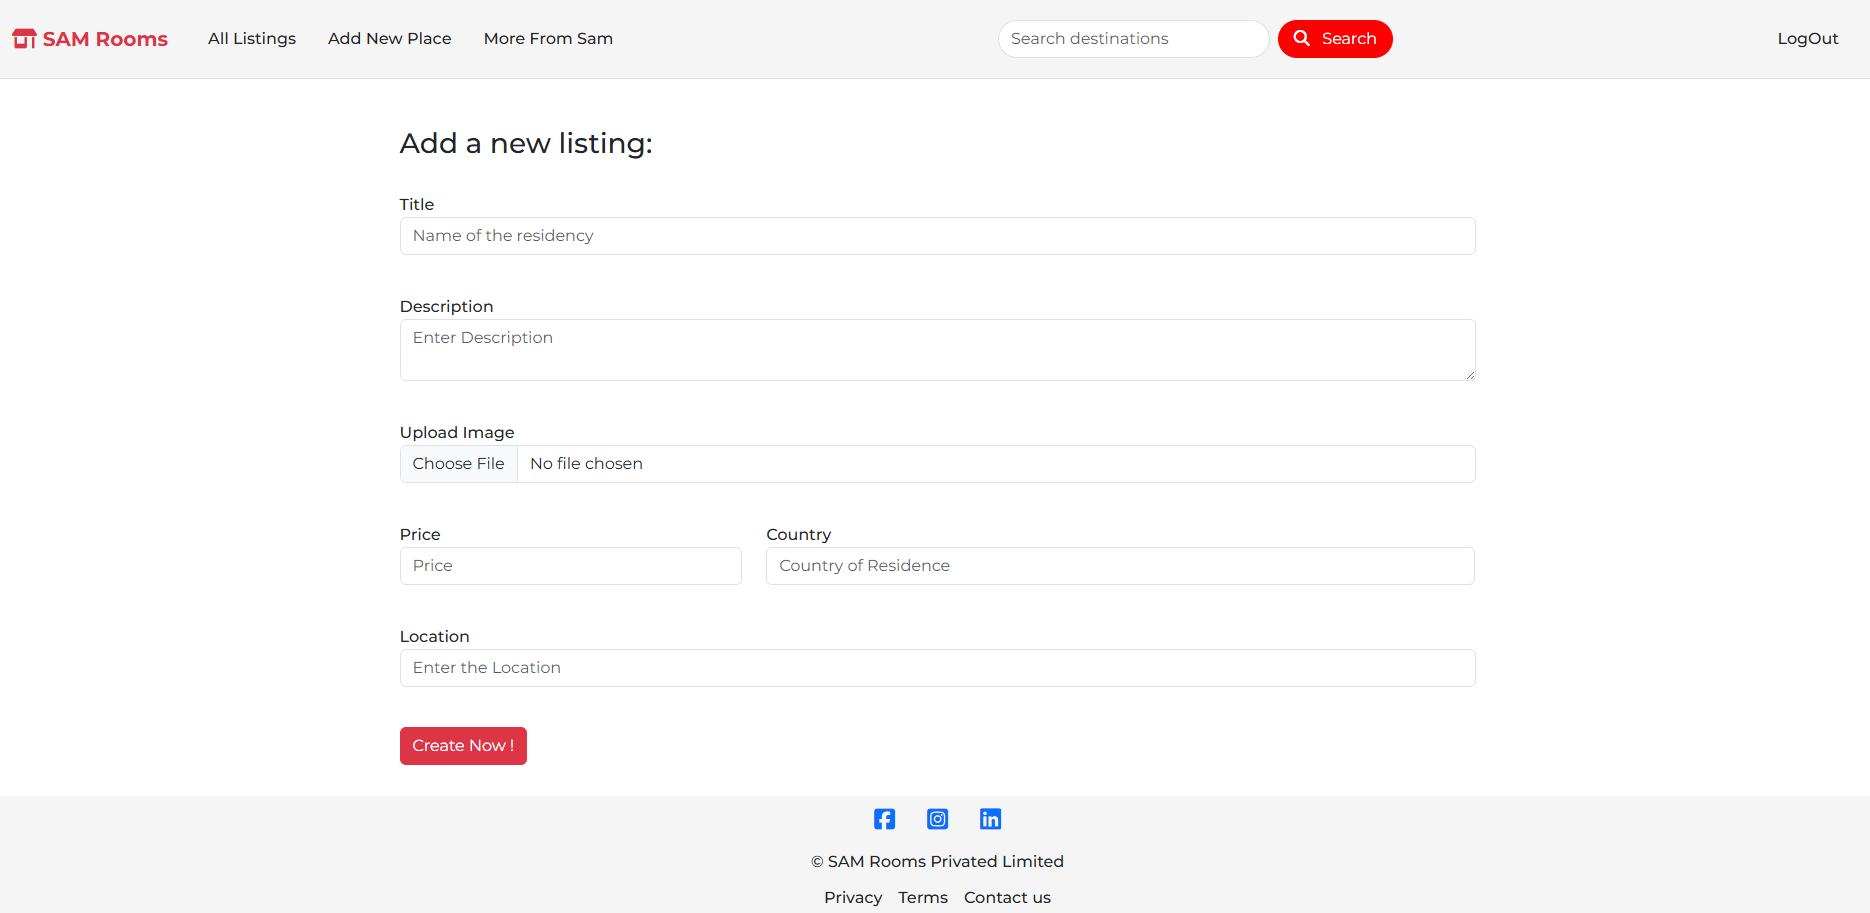 SAM Rooms All Listings Add New Place More From Sam Search destinations Search LogOut
Add a new listing:
Title
Name of the residency
Description
Enter Description
Upload Image
Choose File No file chosen
Price Country
Price Country of Residence
Location
Enter the Location
Create Now !
© SAM Rooms Privated Limited
Privacy Terms Contact us